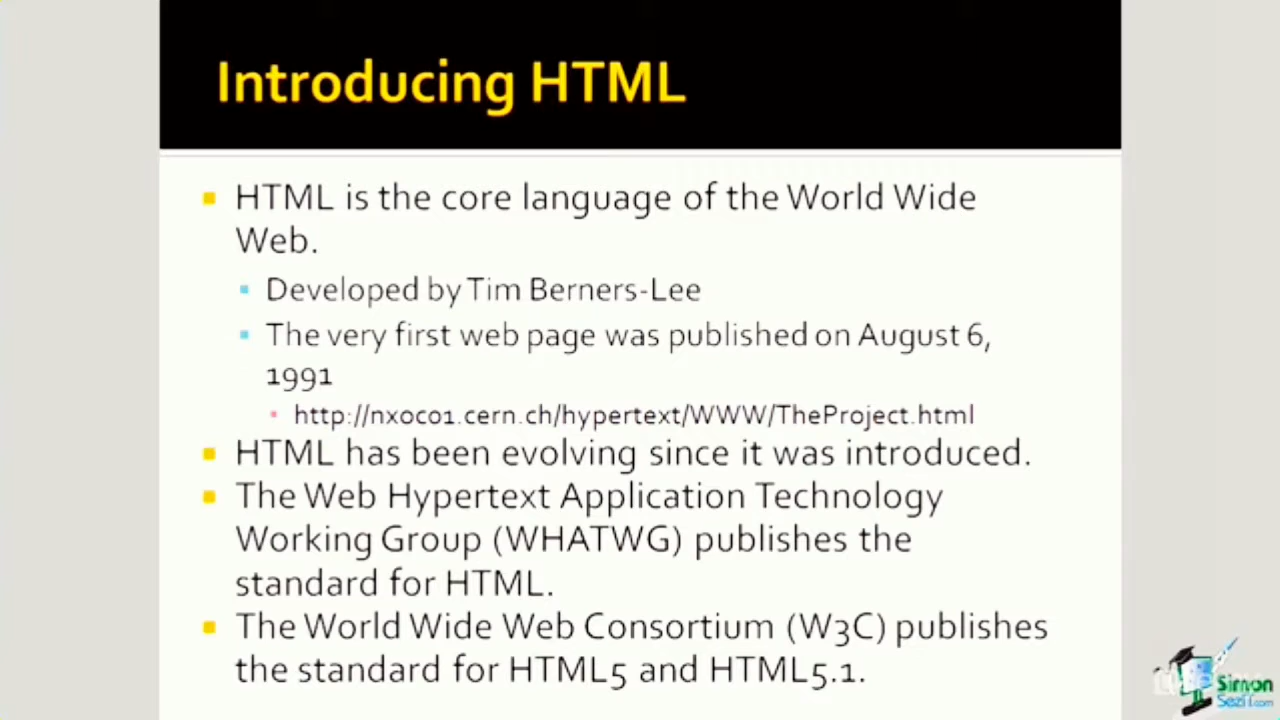 Introducing HTML
HTML is the core language of the World Wide
Web.
Developed by Tim Berners-Lee
The very first web page was published on August 6,
1991
http://nxoc01.cern.ch/hypertext/WWW/TheProject.html
HTML has been evolving since it was introduced.
The Web Hypertext Application Technology
Working Group (WHATWG) publishes the
standard for HTML.
The World Wide Web Consortium (W3C) publishes
the standard for HTML5 and HTML5.1.
Simon
SezIT.com